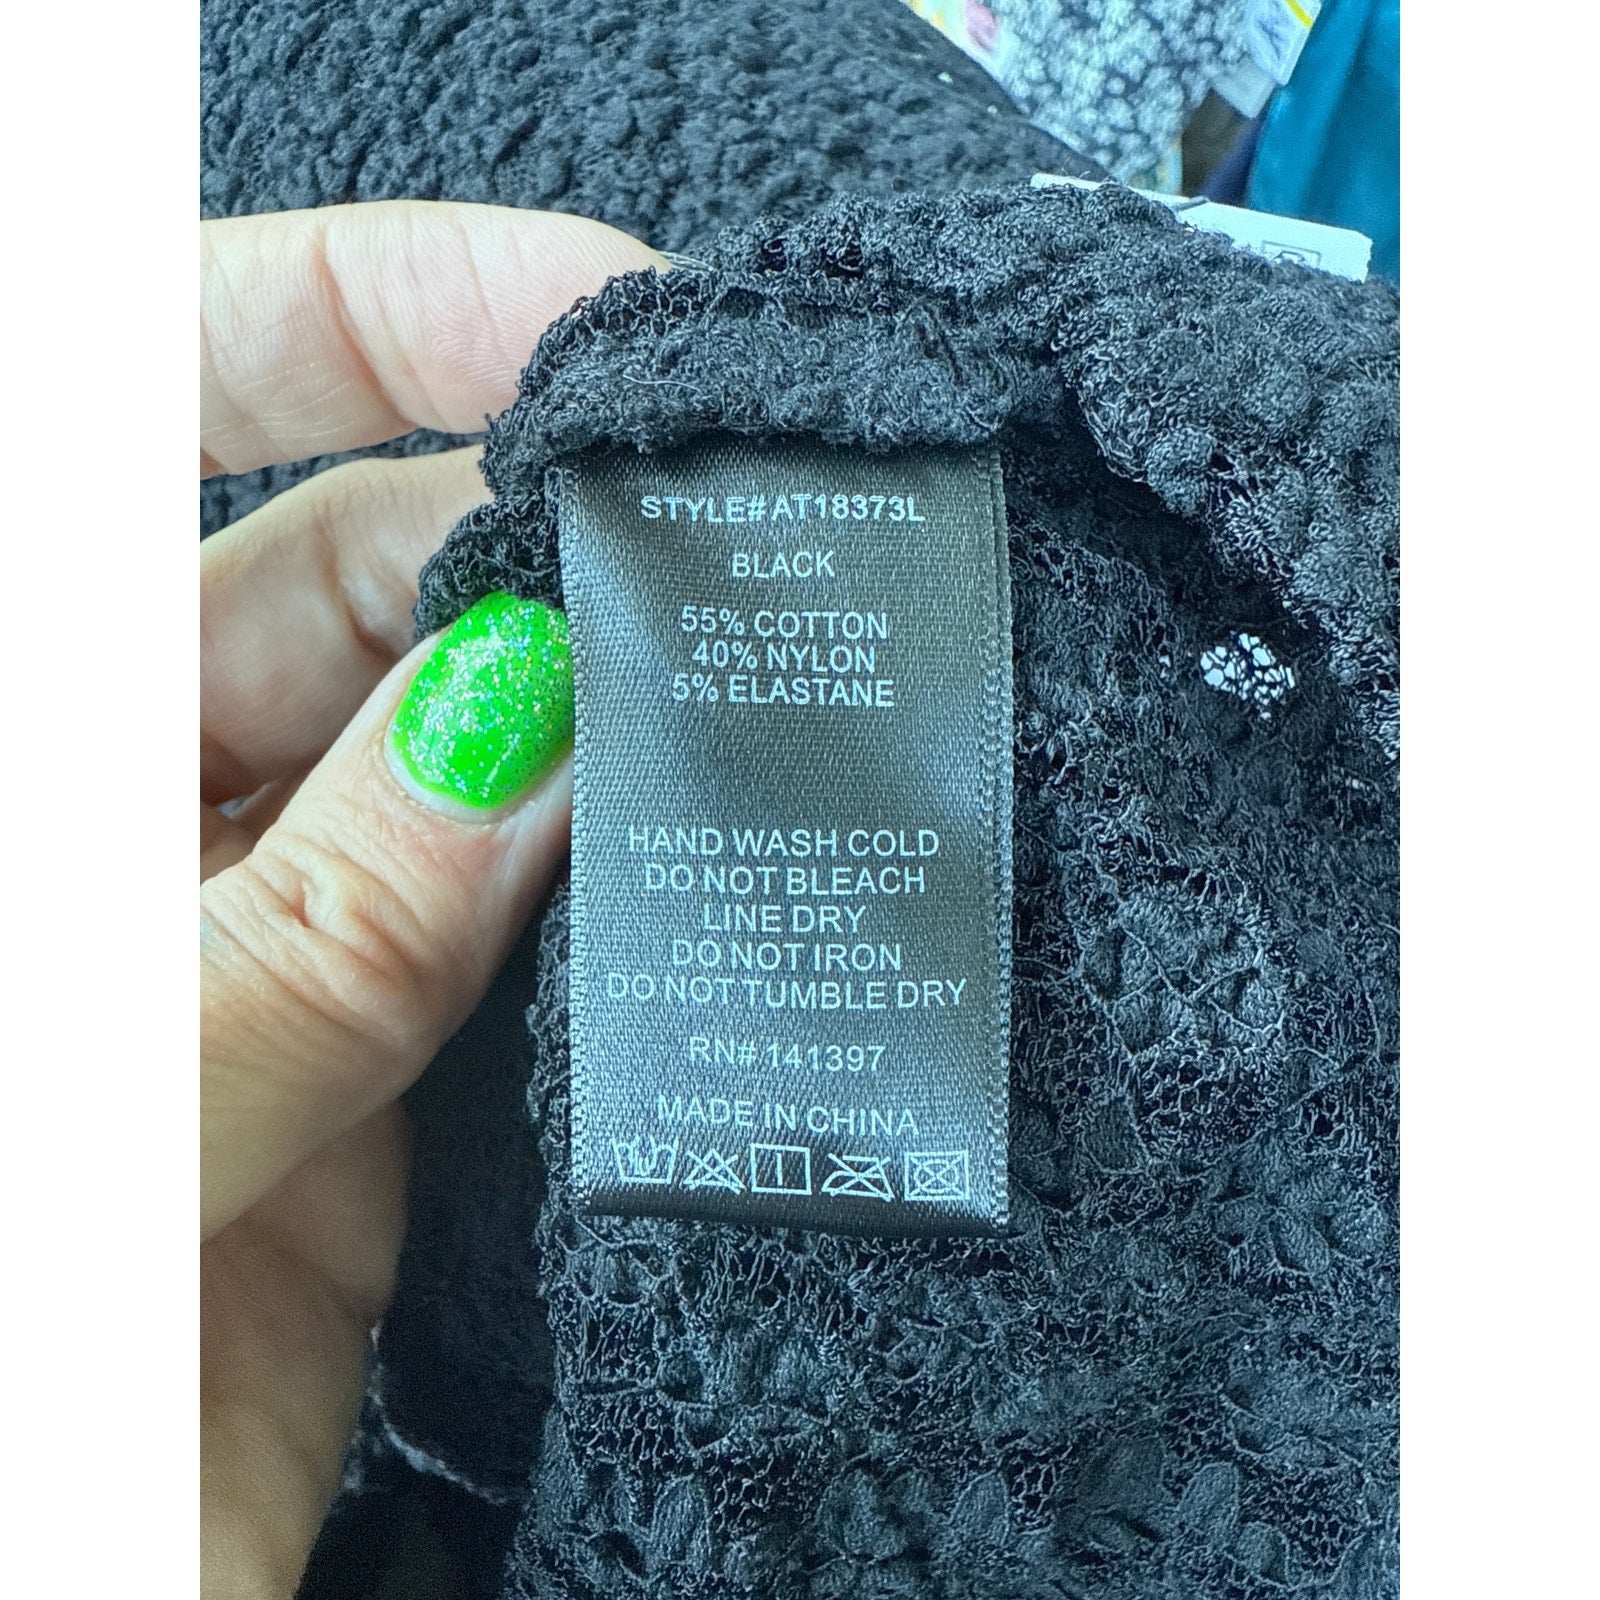 STYLE# AT18373L
BLACK
55% COTTON
40% NYLON
5% ELASTANE
HAND WASH COLD
DO NOT BLEACH
LINE DRY
DO NOT IRON
DO NOT TUMBLE DRY
RN# 141397
MADE IN CHINA